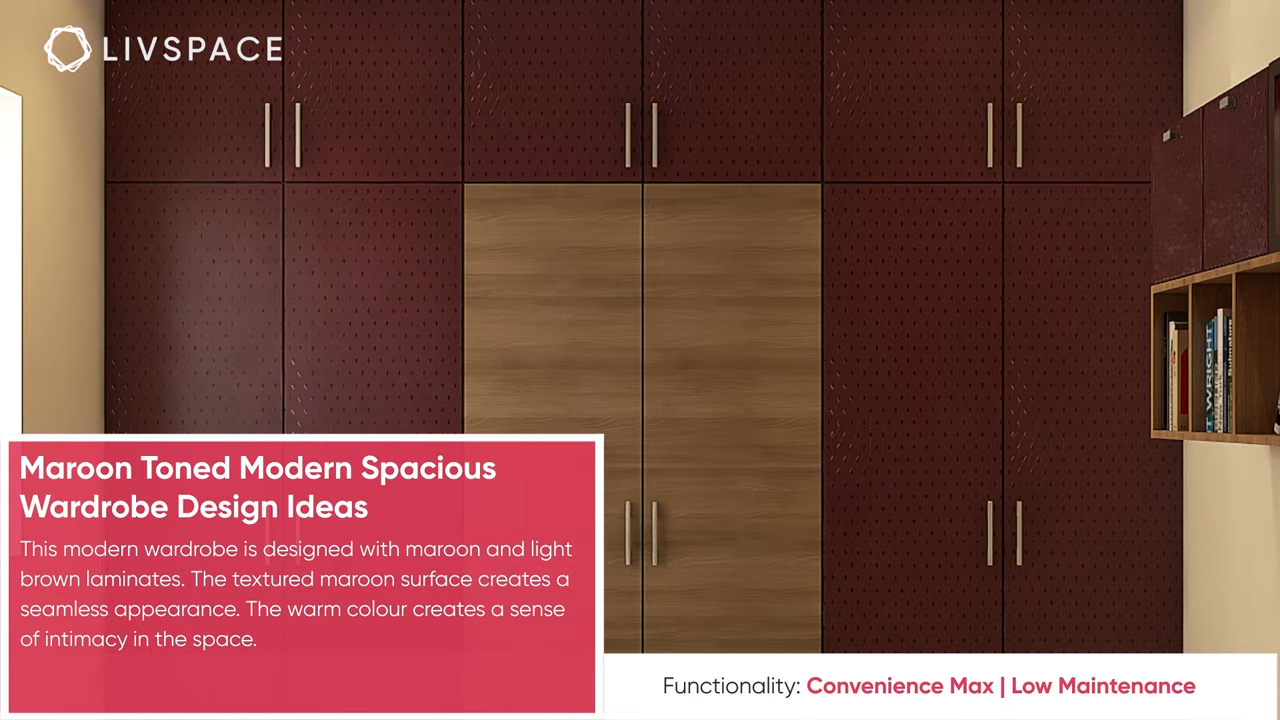 LIVSPACE
WRIGHT
Maroon Toned Modern Spacious
Wardrobe Design Ideas
This modern wardrobe is designed with maroon and light
brown laminates. The textured maroon surface creates a
seamless appearance. The warm colour creates a sense
of intimacy in the space.
Functionality: Convenience Max | Low Maintenance